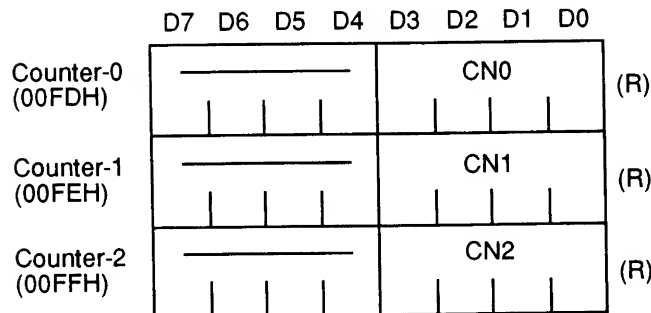 D7 D6 D5 D4 D3 D2 D1 D0
Counter-0 CN0 (R)
(00FDH)
Counter-1 CN1 (R)
(00FEH)
Counter-2 CN2 (R)
(00FFH)